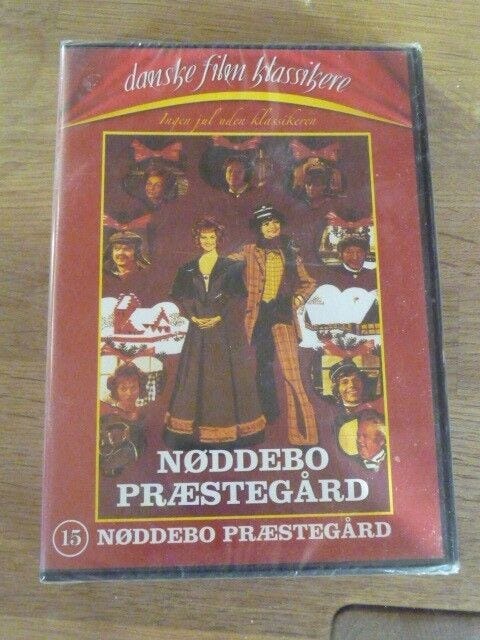 danske film klassikere
Ingen jul uden klassikeren
NØDDEBO
PRÆSTEGÅRD
15 NØDDEBO PRÆSTEGÅRD